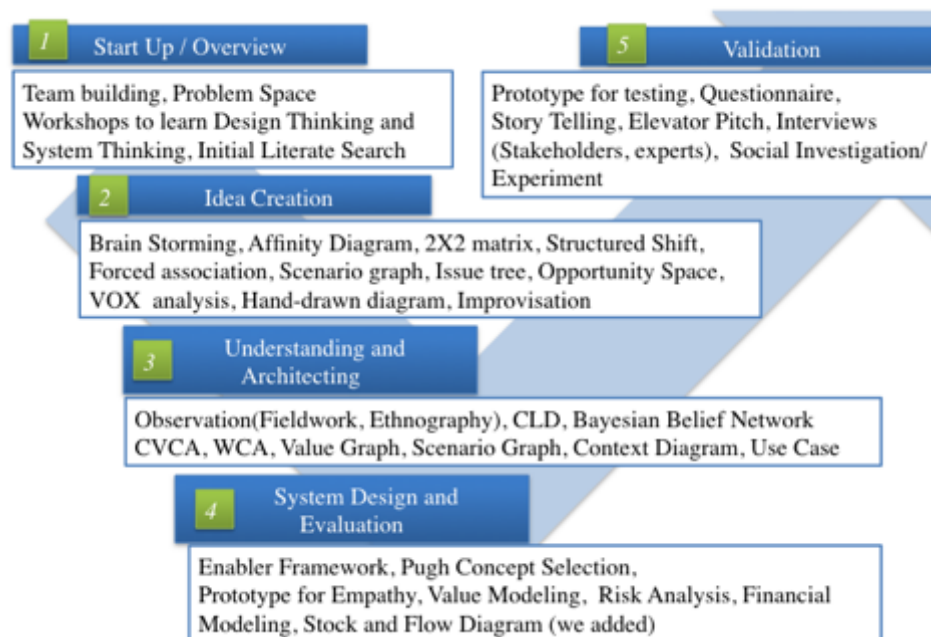 1
Start Up / Overview
Team building, Problem Space
Workshops to learn Design Thinking and
System Thinking, Initial Literate Search
2
Idea Creation
Brain Storming, Affinity Diagram, 2X2 matrix, Structured Shift,
Forced association, Scenario graph, Issue tree, Opportunity Space,
VOX analysis, Hand-drawn diagram, Improvisation
3
Understanding and
Architecting
Observation(Fieldwork, Ethnography), CLD, Bayesian Belief Network
CVCA, WCA, Value Graph, Scenario Graph, Context Diagram, Use Case
4
System Design and
Evaluation
Enabler Framework, Pugh Concept Selection,
Prototype for Empathy, Value Modeling, Risk Analysis, Financial
Modeling, Stock and Flow Diagram (we added)
5
Validation
Prototype for testing, Questionnaire,
Story Telling, Elevator Pitch, Interviews
(Stakeholders, experts), Social Investigation/
Experiment